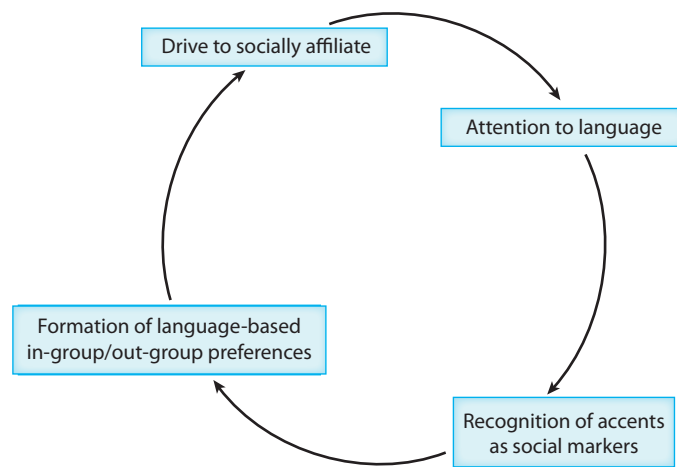 Drive to socially affiliate
Attention to language
Recognition of accents
as social markers
Formation of language-based
in-group/out-group preferences